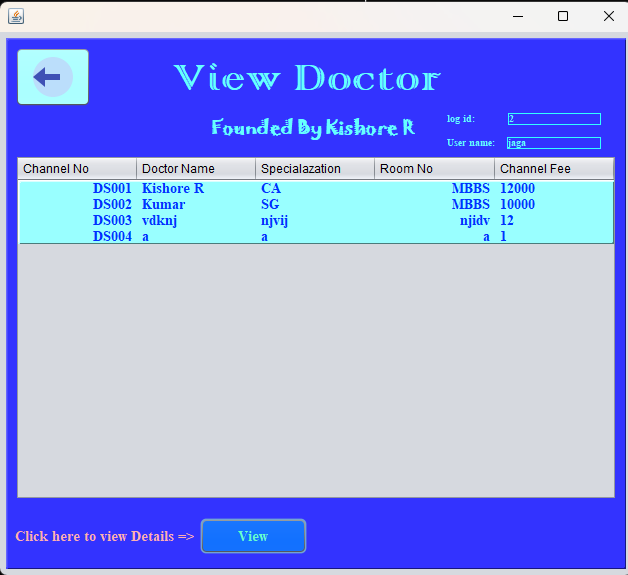 View Doctor
Founded By Kishore R
log id: 2
User name: jaga
Channel No Doctor Name Specialazation Room No Channel Fee
DS001 Kishore R CA MBBS 12000
DS002 Kumar SG MBBS 10000
DS003 vdknj njvij njidv 12
DS004 a a a 1
Click here to view Details => View